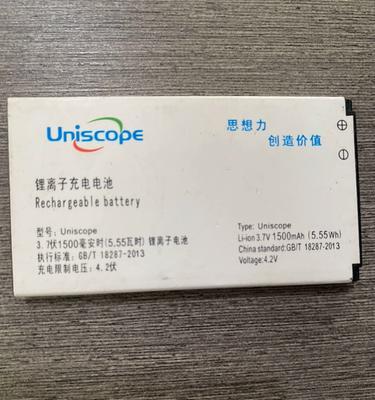 Uniscope
思想力
创造价值
锂离子充电电池
Rechargeable battery
型号: Uniscope
3.7伏1500毫安时(5.55瓦时)锂离子电池
执行标准: GB/T 18287-2013
充电限制电压: 4.2伏
Type: Uniscope
Li-ion 3.7V 1500mAh (5.55Wh)
China standard:GB/T 18287-2013
Voltage:4.2V